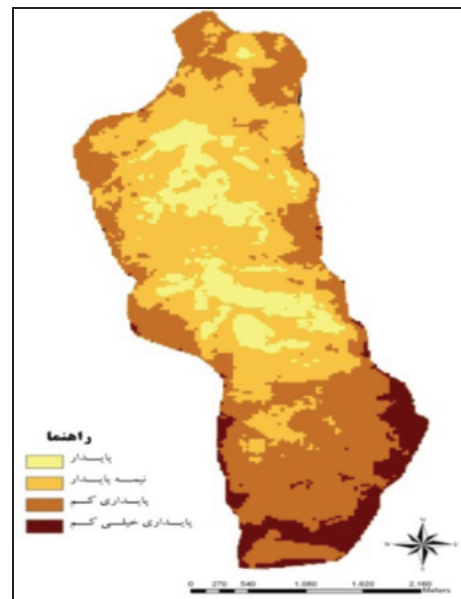 راهنما
پایدار
نیمه پایدار
پایداری کم
پایداری خیلی کم
N
W E
S
0 270 540 1.080 1.620 2.160
Meters